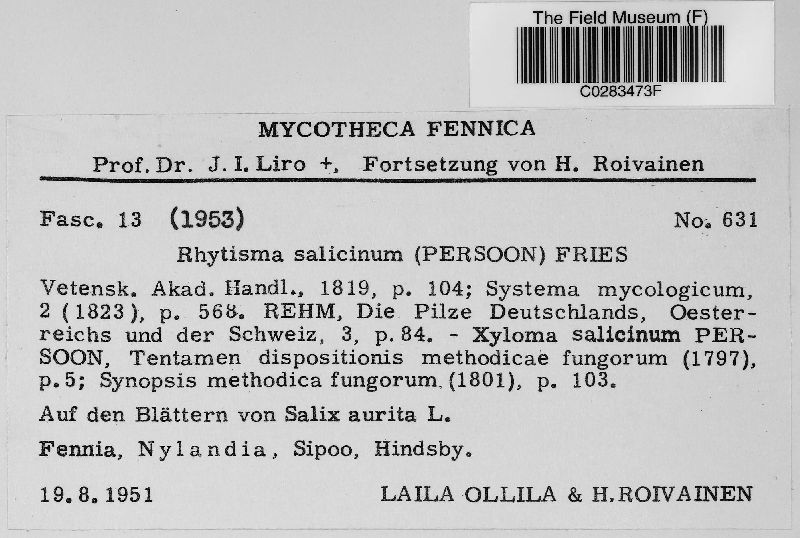 The Field Museum (F)
C0283473F
MYCOTHECA FENNICA
Prof. Dr. J. I. Liro +, Fortsetzung von H. Roivainen
Fasc. 13 (1953) No. 631
Rhytisma salicinum (PERSOON) FRIES
Vetensk. Akad. Handl., 1819, p. 104; Systema mycologicum,
2 (1823), p. 568. REHM, Die Pilze Deutschlands, Oester-
reichs und der Schweiz, 3, p. 84. - Xyloma salicinum PER-
SOON, Tentamen dispositionis methodicae fungorum (1797),
p. 5; Synopsis methodica fungorum, (1801), p. 103.
Auf den Blättern von Salix aurita L.
Fennia, Nylandia, Sipoo, Hindsby.
19. 8. 1951 LAILA OLLILA & H. ROIVAINEN